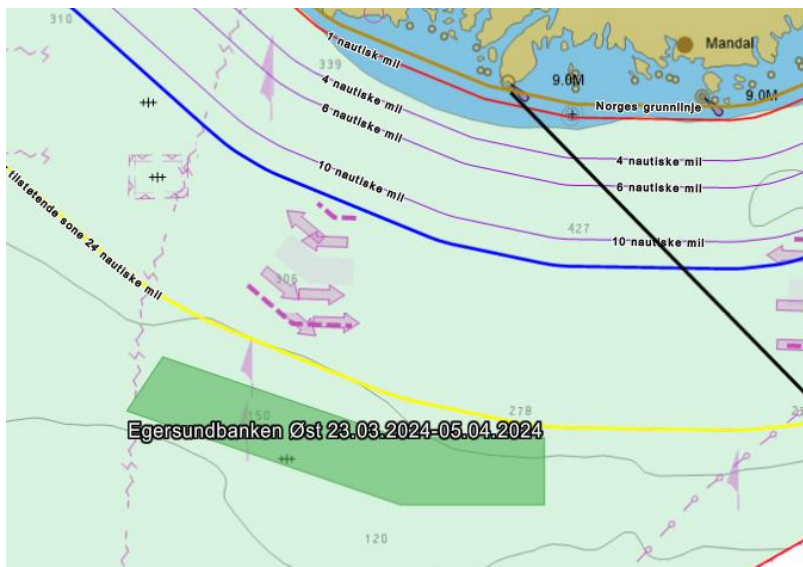 310
1 nautisk mil
339
Mandal
9.0M
9.0M
Norges grunnlinje
4 nautiske mil
6 nautiske mil
4 nautiske mil
6 nautiske mil
10 nautiske mil
tilstøtende sone 24 nautiske mil
427
10 nautiske mil
306
278
150
Egersundbanken Øst 23.03.2024-05.04.2024
120